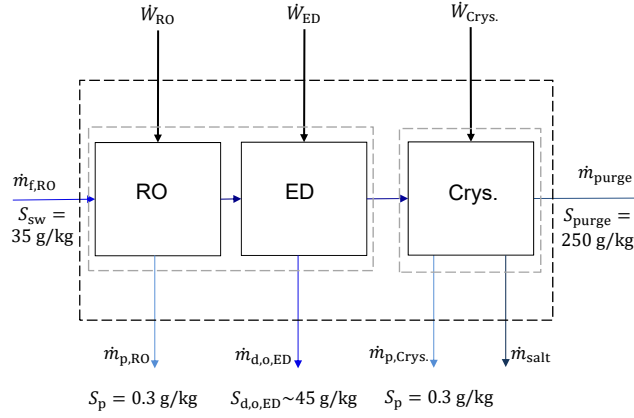 Ẇ_RO
Ẇ_ED
Ẇ_Crys.
ṁ_f,RO
S_sw =
35 g/kg
RO
ED
Crys.
ṁ_purge
S_purge =
250 g/kg
ṁ_p,RO
ṁ_d,o,ED
ṁ_p,Crys.
ṁ_salt
S_p = 0.3 g/kg
S_d,o,ED~45 g/kg
S_p = 0.3 g/kg